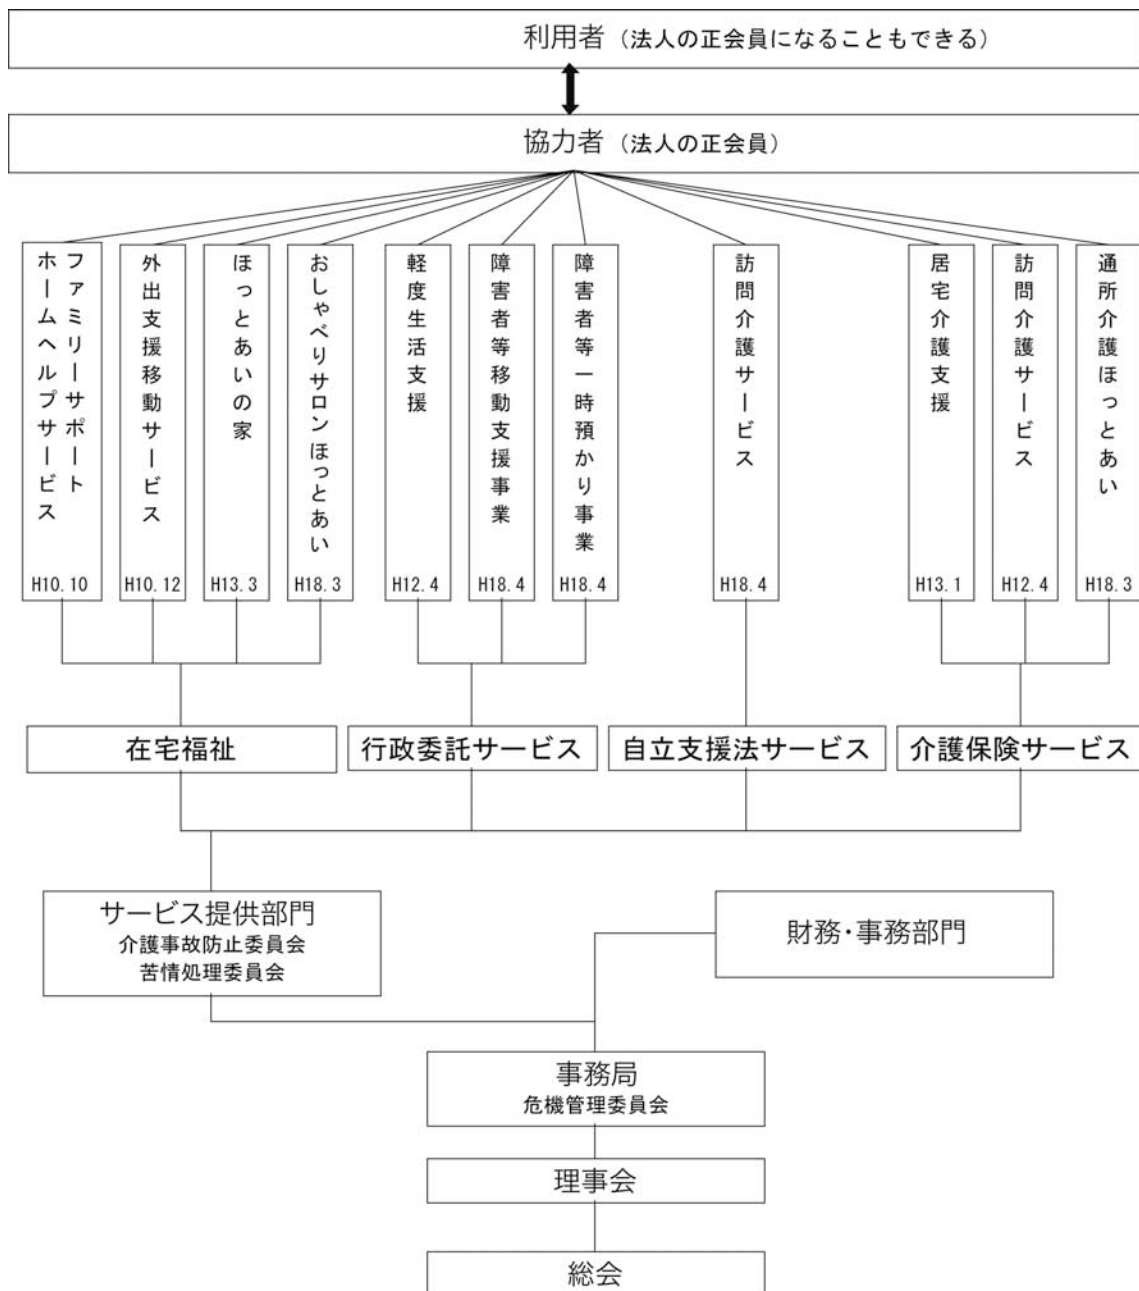 利用者（法人の正会員になることもできる）
協力者（法人の正会員）
ファミリーサポート
ホームヘルプサービス
H10.10
外出支援移動サービス
H10.12
ほっとあいの家
H13.3
おしゃべりサロンほっとあい
H18.3
軽度生活支援
H12.4
障害者等移動支援事業
H18.4
障害者等一時預かり事業
H18.4
訪問介護サービス
H18.4
居宅介護支援
H13.1
訪問介護サービス
H12.4
通所介護ほっとあい
H18.3
在宅福祉
行政委託サービス
自立支援法サービス
介護保険サービス
サービス提供部門
介護事故防止委員会
苦情処理委員会
財務・事務部門
事務局
危機管理委員会
理事会
総会